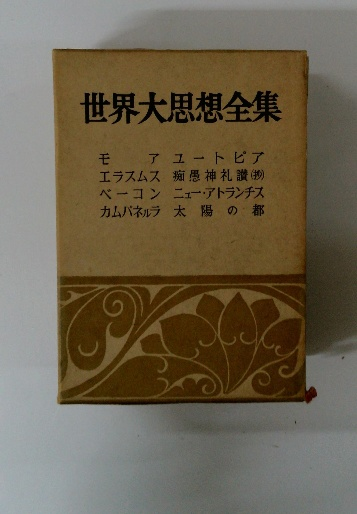 世界大思想全集
モア ユートピア
エラスムス 痴愚神礼讃(抄)
ベーコン ニュー・アトランチス
カムパネルラ 太陽の都